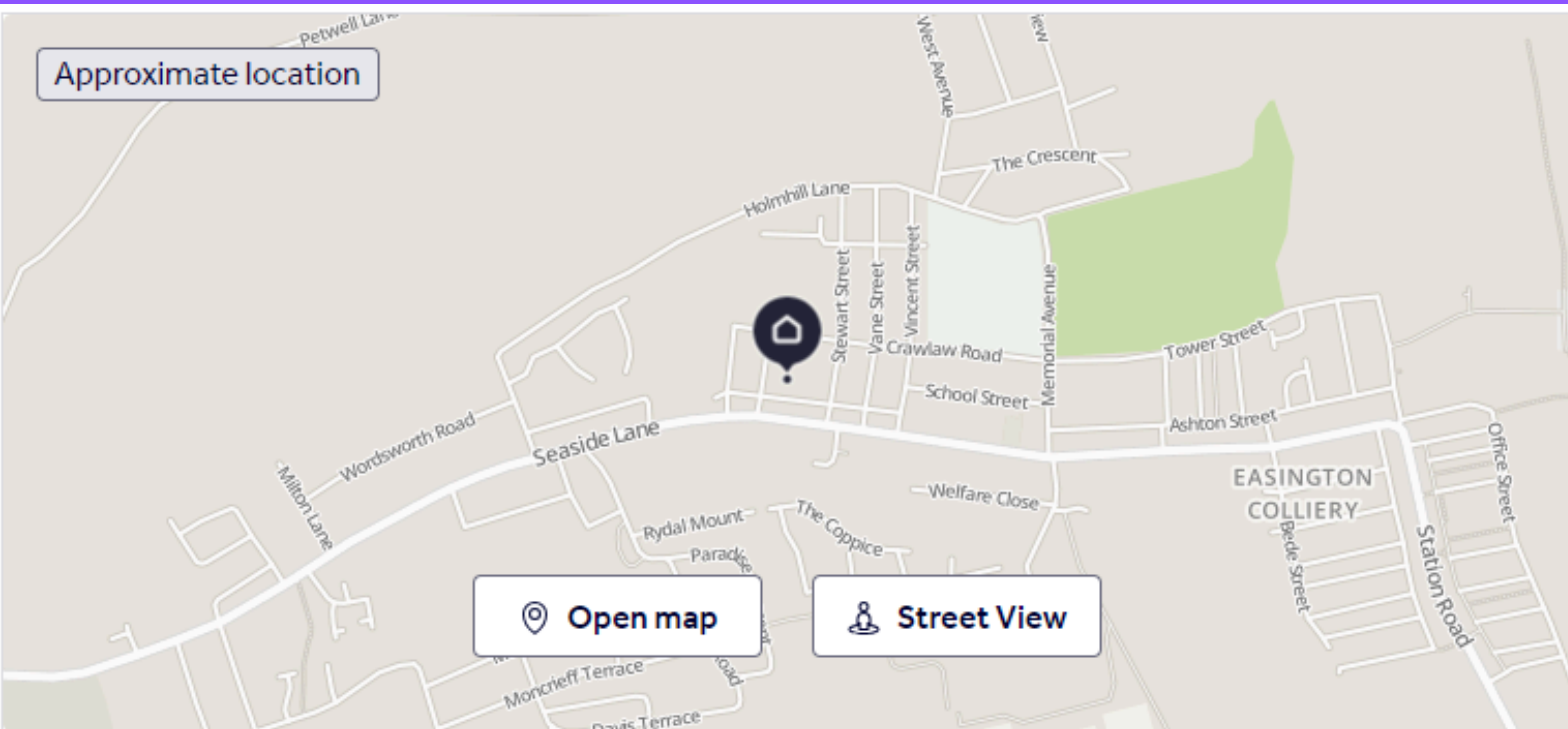 Petwell Lane
Approximate location
West Avenue
iew
The Crescent
Holmhill Lane
Stewart Street
Vane Street
Vincent Street
Memorial Avenue
Crawlaw Road
Tower Street
School Street
Ashton Street
Wordsworth Road
Seaside Lane
Milton Lane
Office Street
EASINGTON
COLLIERY
Welfare Close
Rydal Mount
The Coppice
Bede Street
Station Road
Open map
Street View
Moncrieff Terrace
oad
Davis Terrace